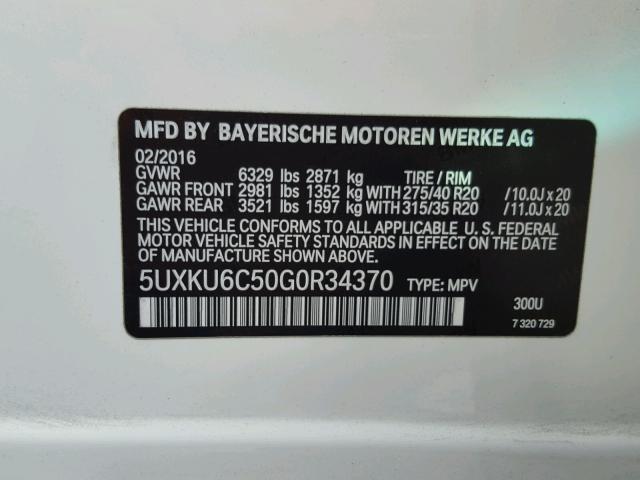 MFD BY BAYERISCHE MOTOREN WERKE AG
02/2016
GVWR 6329 lbs 2871 kg TIRE / RIM
GAWR FRONT 2981 lbs 1352 kg WITH 275/40 R20 /10.0J x 20
GAWR REAR 3521 lbs 1597 kg WITH 315/35 R20 /11.0J x 20
THIS VEHICLE CONFORMS TO ALL APPLICABLE U. S. FEDERAL
MOTOR VEHICLE SAFETY STANDARDS IN EFFECT ON THE DATE OF
MANUFACTURE SHOWN ABOVE.
5UXKU6C50G0R34370 TYPE: MPV
300U
7 320 729